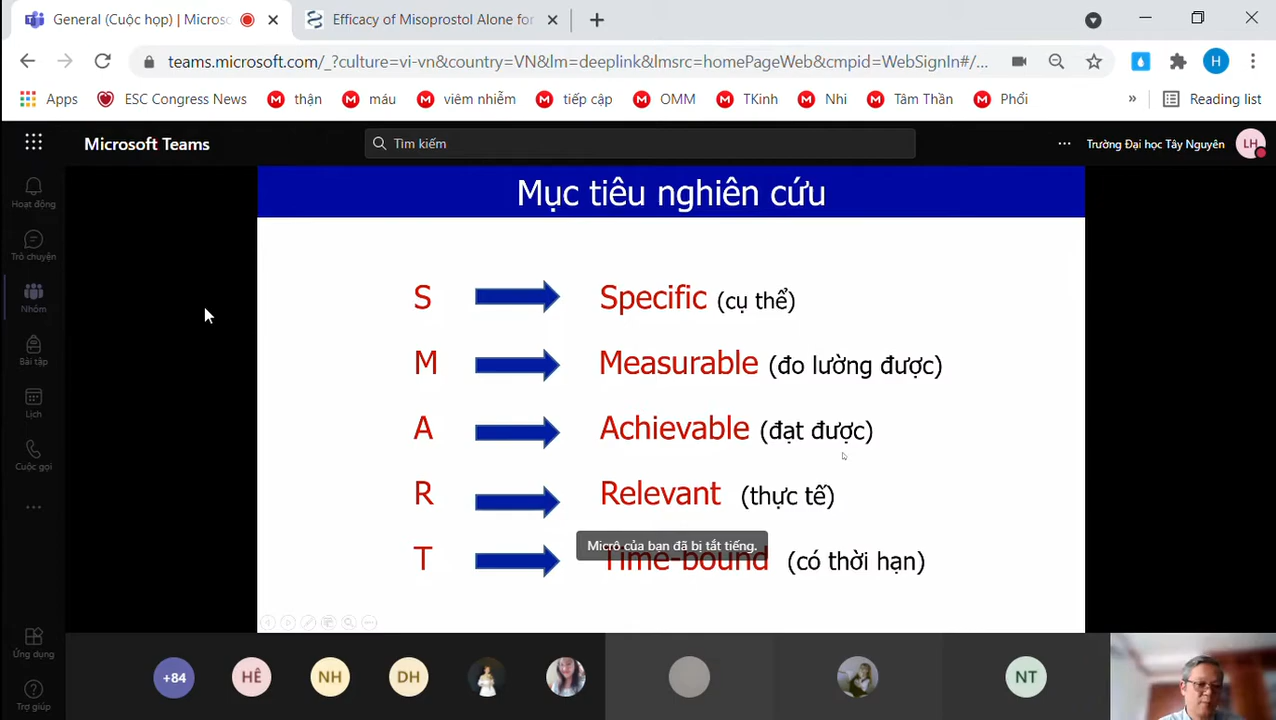 General (Cuộc họp) | Microso
Efficacy of Misoprostol Alone for
teams.microsoft.com/_?culture=vi-vn&country=VN&lm=deeplink&lmsrc=homePageWeb&cmpid=WebSignIn#/...
H
Apps
ESC Congress News
thận
máu
viêm nhiễm
tiếp cập
OMM
TKinh
Nhi
Tâm Thần
Phổi
»
Reading list
Microsoft Teams
Tìm kiếm
Trường Đại học Tây Nguyên
LH
Hoạt động
Trò chuyện
Nhóm
Bài tập
Lịch
Cuộc gọi
Ứng dụng
Trợ giúp
Mục tiêu nghiên cứu
S Specific (cụ thể)
M Measurable (đo lường được)
A Achievable (đạt được)
R Relevant (thực tế)
Micrô của bạn đã bị tắt tiếng.
T Time-bound (có thời hạn)
+84
HÊ
NH
DH
NT